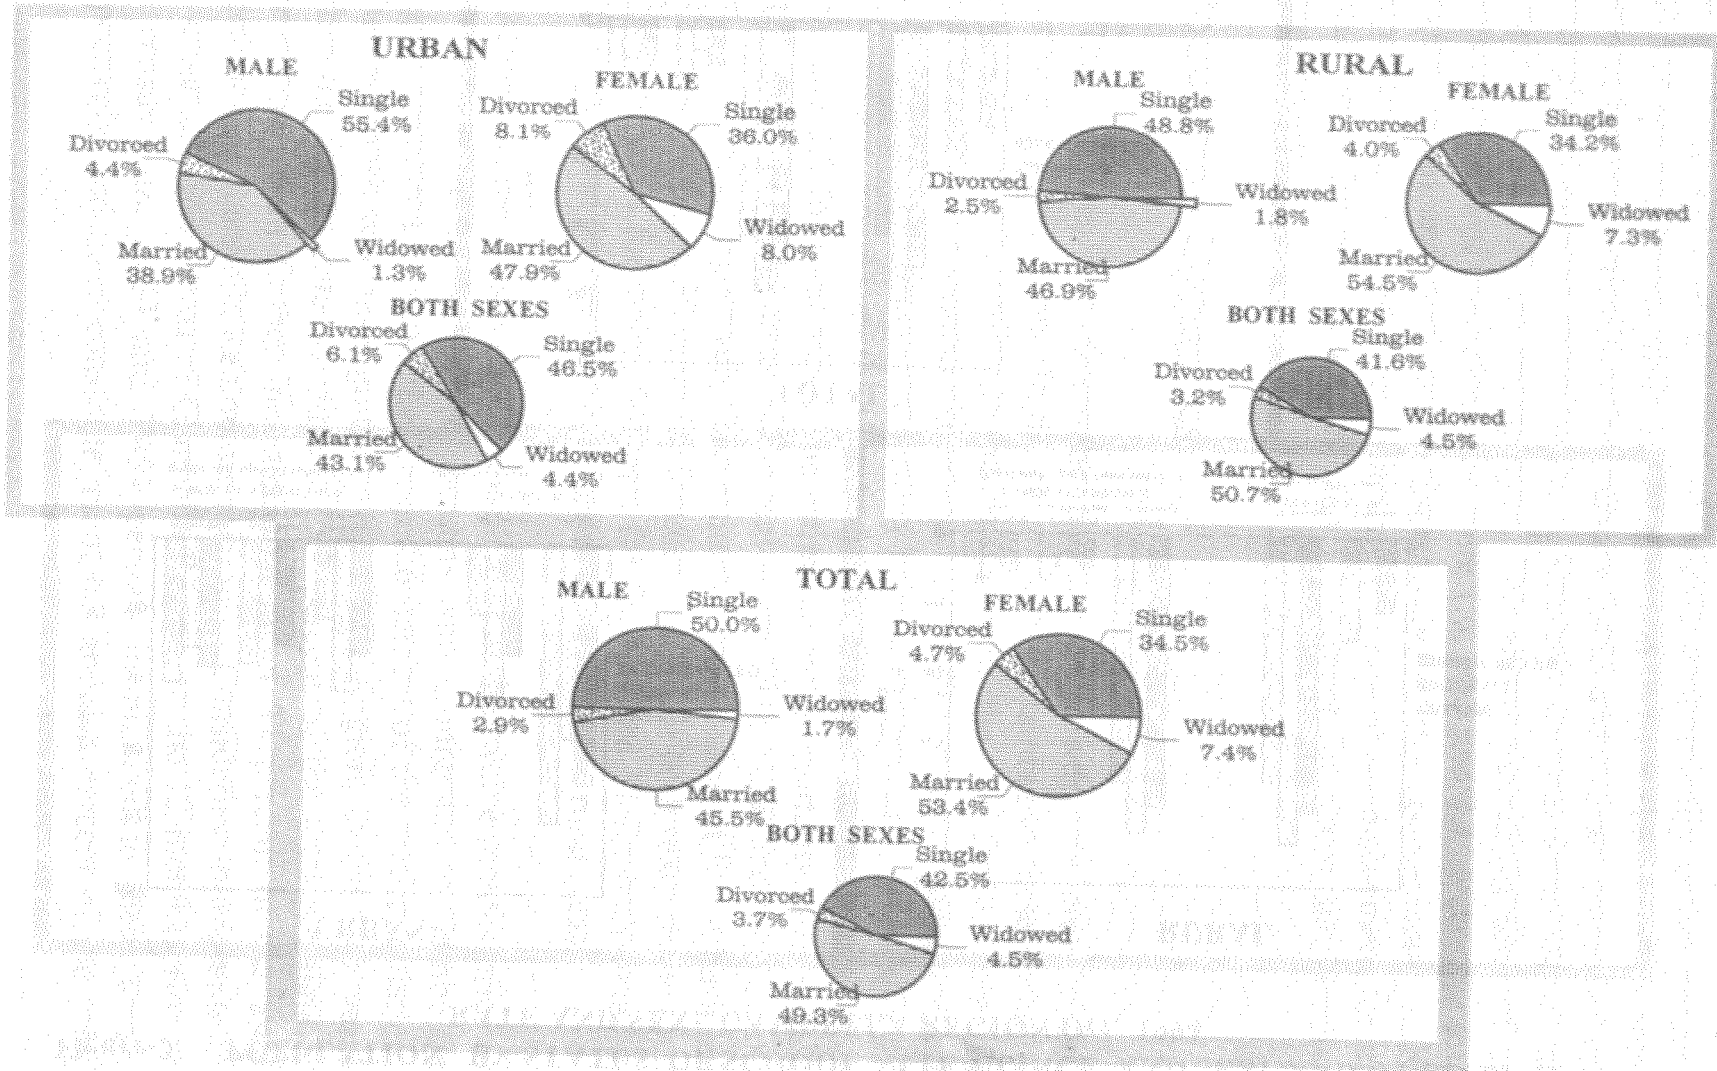 URBAN
MALE
Single
55.4%
Divorced
4.4%
Married
38.9%
Widowed
1.3%
FEMALE
Divorced
8.1%
Single
36.0%
Widowed
8.0%
Married
47.9%
BOTH SEXES
Divorced
6.1%
Single
46.5%
Married
43.1%
Widowed
4.4%
RURAL
MALE
Single
48.8%
Divorced
2.5%
Widowed
1.8%
Married
46.9%
FEMALE
Divorced
4.0%
Single
34.2%
Widowed
7.3%
Married
54.5%
BOTH SEXES
Single
41.6%
Divorced
3.2%
Widowed
4.5%
Married
50.7%
TOTAL
MALE
Single
50.0%
Divorced
2.9%
Widowed
1.7%
Married
45.5%
FEMALE
Divorced
4.7%
Single
34.5%
Widowed
7.4%
Married
53.4%
BOTH SEXES
Single
42.5%
Divorced
3.7%
Widowed
4.5%
Married
49.3%